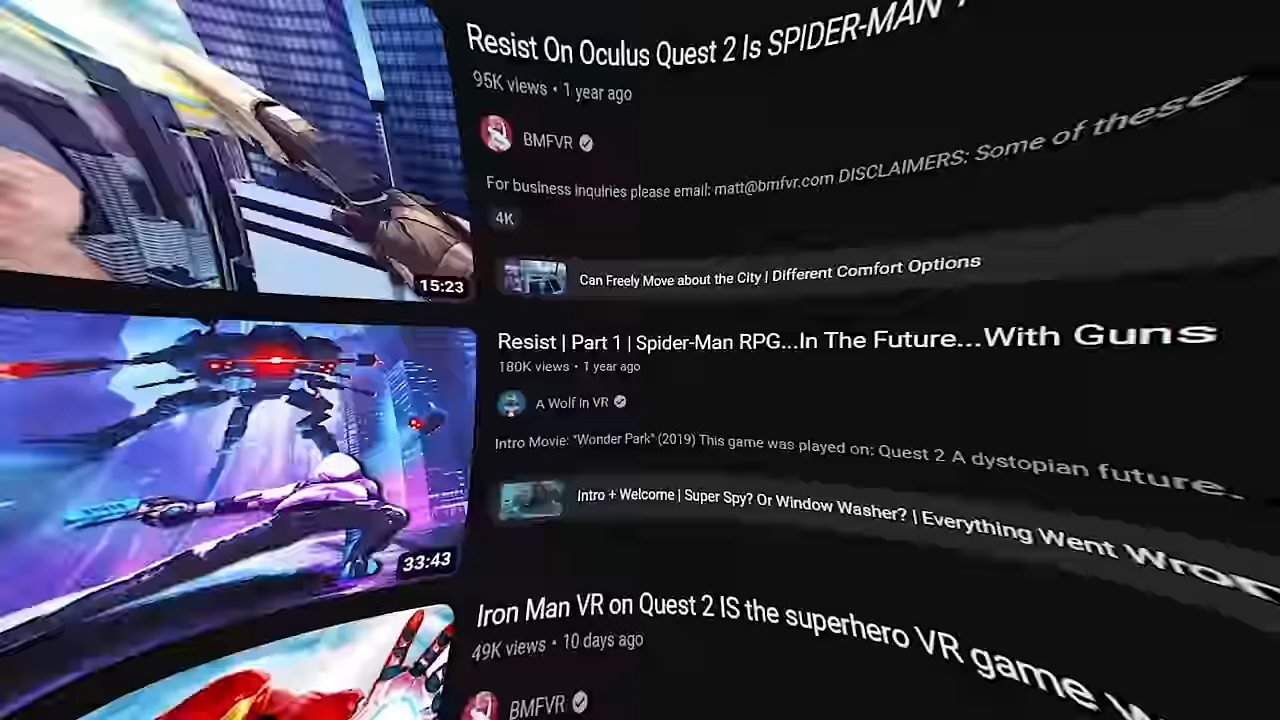 Resist On Oculus Quest 2 Is SPIDER-MAN
95K views • 1 year ago
BMFVR
For business inquiries please email: matt@bmfvr.com DISCLAIMERS: Some of these
4K
15:23
Can Freely Move about the City | Different Comfort Options
Resist | Part 1 | Spider-Man RPG...In The Future...With Guns
180K views • 1 year ago
A Wolf In VR
Intro Movie: "Wonder Park" (2019) This game was played on: Quest 2 A dystopian future.
Intro + Welcome | Super Spy? Or Window Washer? | Everything Went
33:43
Iron Man VR on Quest 2 IS the superhero VR game
49K views • 10 days ago
BMFVR